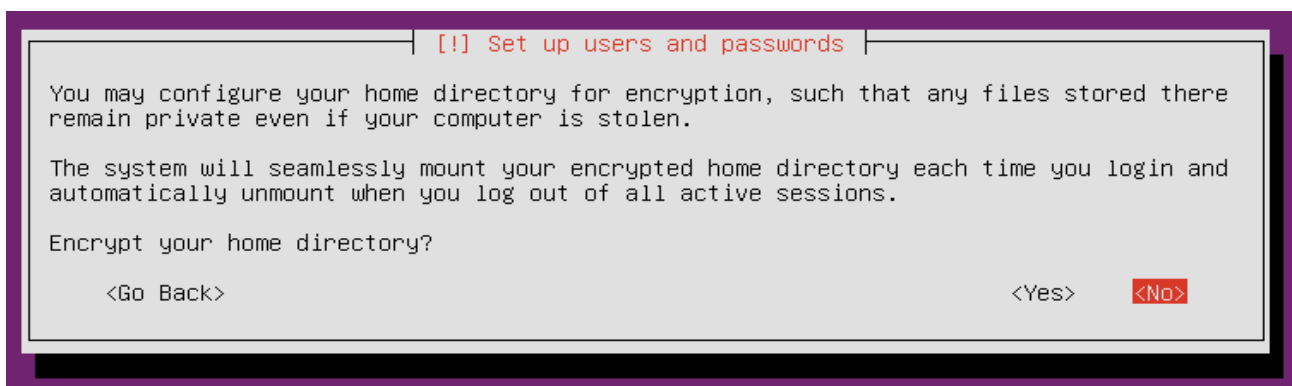 [!] Set up users and passwords
You may configure your home directory for encryption, such that any files stored there
remain private even if your computer is stolen.
The system will seamlessly mount your encrypted home directory each time you login and
automatically unmount when you log out of all active sessions.
Encrypt your home directory?
<Go Back> <Yes> <No>